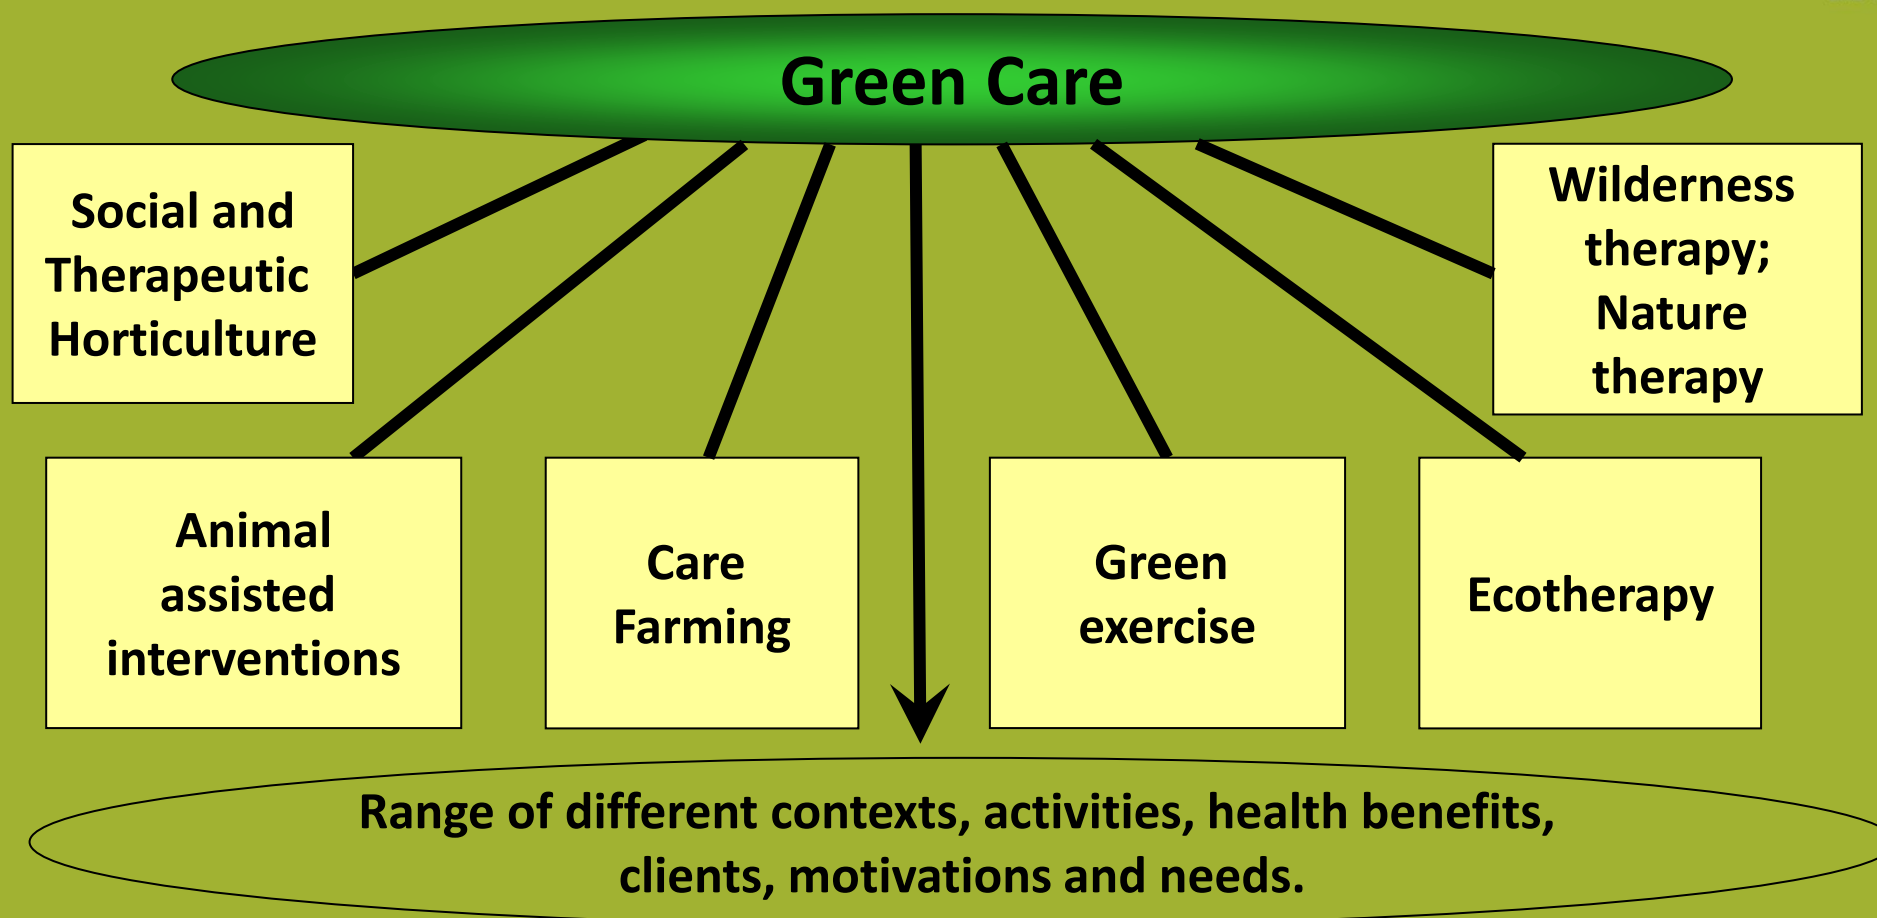 Green Care
Social and
Therapeutic
Horticulture
Wilderness
therapy;
Nature
therapy
Animal
assisted
interventions
Care
Farming
Green
exercise
Ecotherapy
Range of different contexts, activities, health benefits,
clients, motivations and needs.